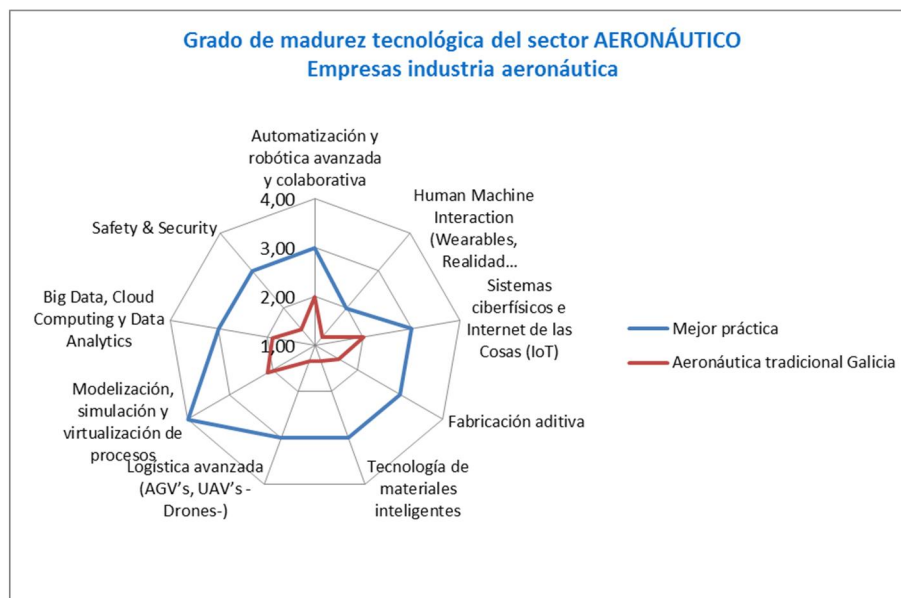 Grado de madurez tecnológica del sector AERONÁUTICO
Empresas industria aeronáutica
Automatización y
robótica avanzada
y colaborativa
4,00
3,00
2,00
1,00
Human Machine
Interaction
(Wearables,
Realidad...
Sistemas
ciberfísicos e
Internet de las
Cosas (IoT)
Fabricación aditiva
Tecnología de
materiales
inteligentes
Logística avanzada
(AGV's, UAV's -
Drones-)
Modelización,
simulación y
virtualización de
procesos
Big Data, Cloud
Computing y Data
Analytics
Safety & Security
Mejor práctica
Aeronáutica tradicional Galicia